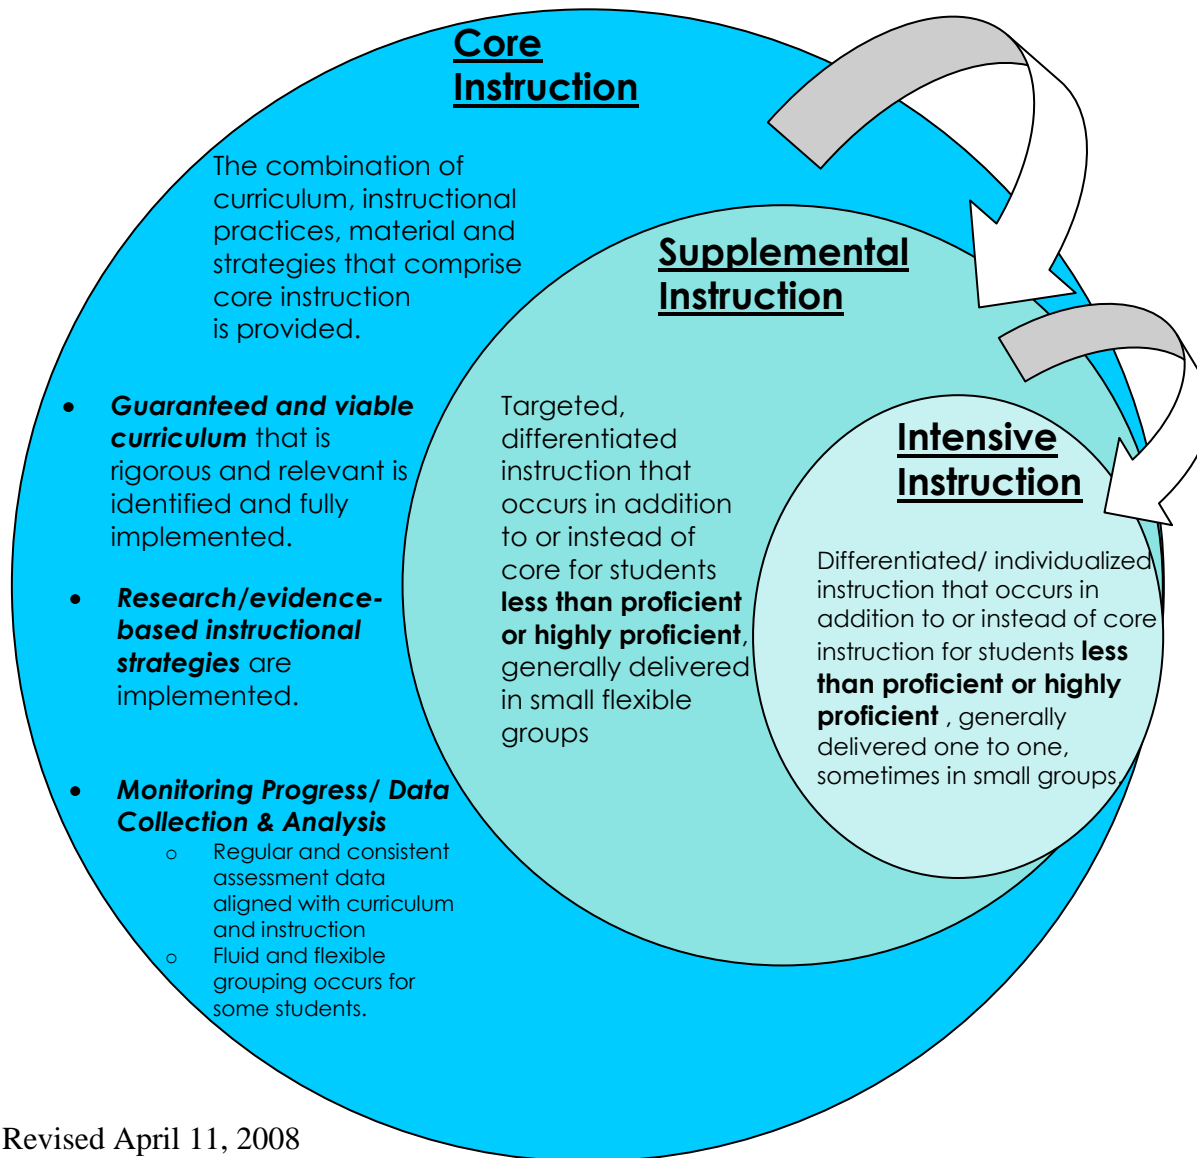 Core
Instruction
The combination of
curriculum, instructional
practices, material and
strategies that comprise
core instruction
is provided.
• Guaranteed and viable
curriculum that is
rigorous and relevant is
identified and fully
implemented.
• Research/evidence-
based instructional
strategies are
implemented.
• Monitoring Progress/ Data
Collection & Analysis
o Regular and consistent
assessment data
aligned with curriculum
and instruction
o Fluid and flexible
grouping occurs for
some students.
Supplemental
Instruction
Targeted,
differentiated
instruction that
occurs in addition
to or instead of
core for students
less than proficient
or highly proficient,
generally delivered
in small flexible
groups
Intensive
Instruction
Differentiated/ individualized
instruction that occurs in
addition to or instead of core
instruction for students less
than proficient or highly
proficient , generally
delivered one to one,
sometimes in small groups.
Revised April 11, 2008